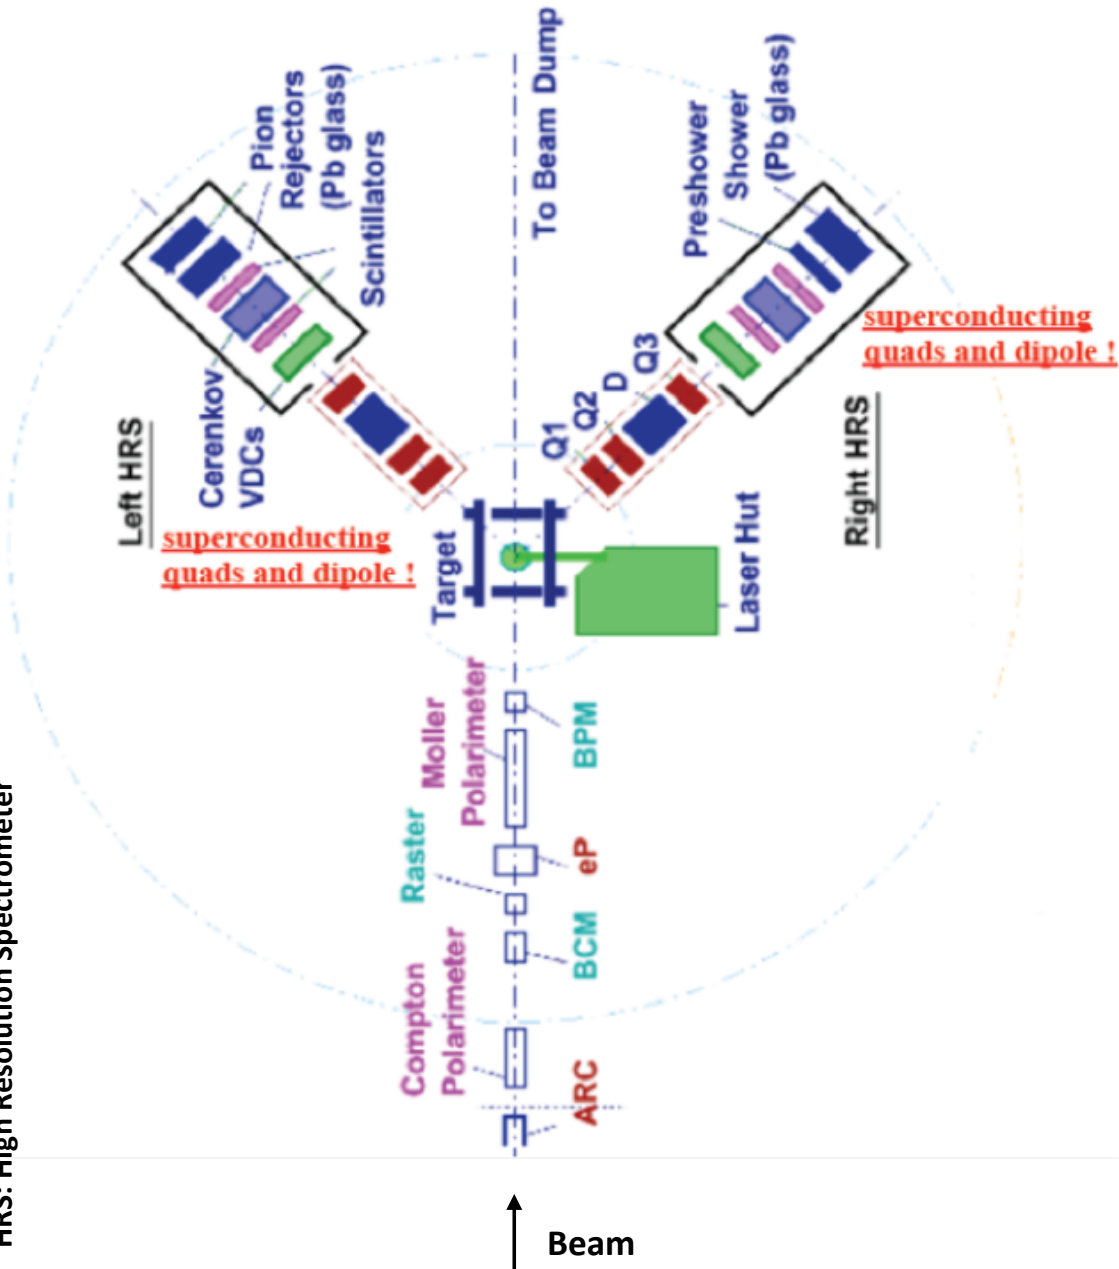 To Beam Dump
Pion
Rejectors
(Pb glass)
Scintillators
Preshower
Shower
(Pb glass)
superconducting
quads and dipole !
Left HRS
Cerenkov
VDCs
Q1
Q2
D
Q3
Right HRS
superconducting
quads and dipole !
Target
Laser Hut
Moller
Polarimeter
BPM
Raster
eP
BCM
Compton
Polarimeter
ARC
Beam
HRS: High Resolution Spectrometer